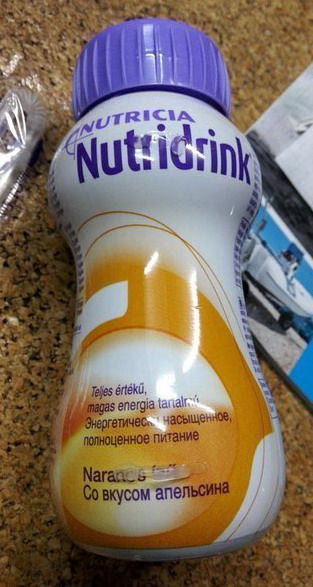 NUTRICIA
Nutridrink
Teljes értékű,
magas energia tartalmú
Энергетически насыщенное,
полноценное питание
Со вкусом апельсина